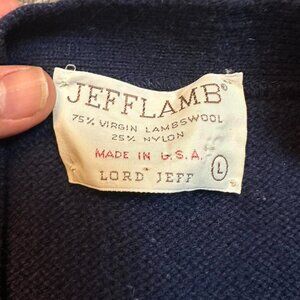 JEFFLAMB®
75% VIRGIN LAMBSWOOL
25% NYLON
MADE IN U.S.A.
L
LORD JEFF